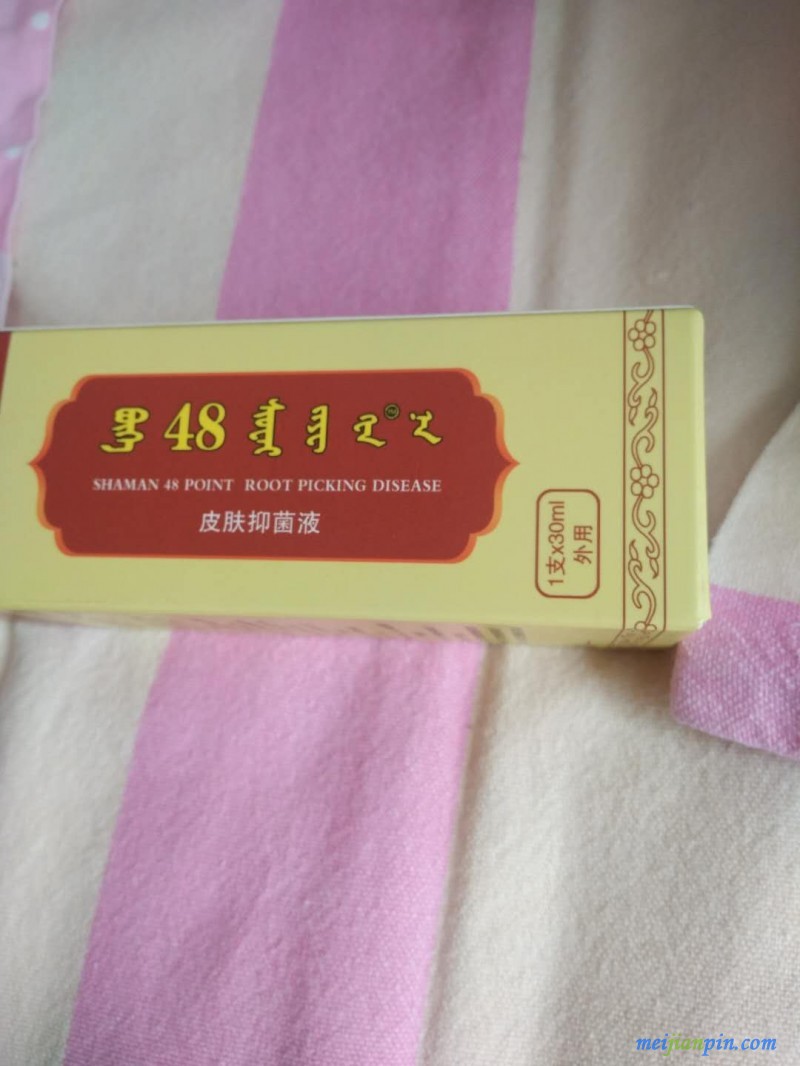 48
SHAMAN 48 POINT ROOT PICKING DISEASE
皮肤抑菌液
1支x30ml
外用
meijianpin.com